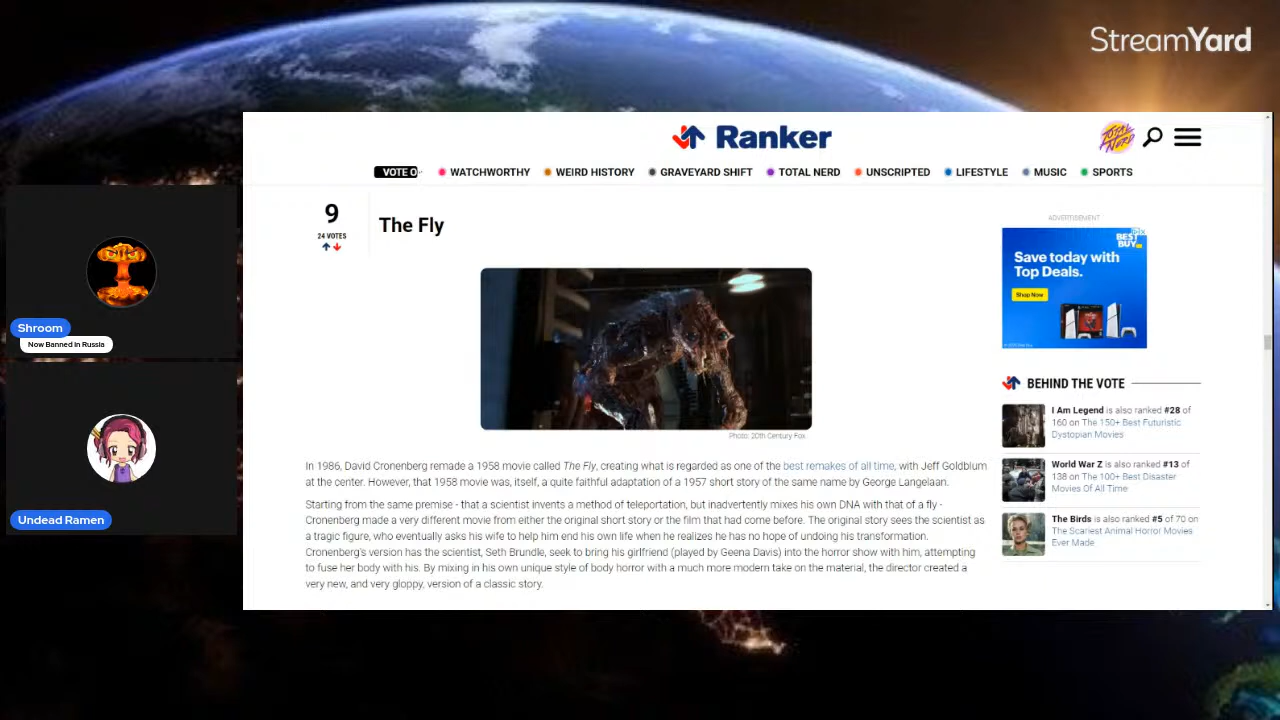 StreamYard
Ranker
TOTAL NERD
VOTE O
WATCHWORTHY
WEIRD HISTORY
GRAVEYARD SHIFT
TOTAL NERD
UNSCRIPTED
LIFESTYLE
MUSIC
SPORTS
9
24 VOTES
The Fly
Photo: 20th Century Fox
In 1986, David Cronenberg remade a 1958 movie called The Fly, creating what is regarded as one of the best remakes of all time, with Jeff Goldblum
at the center. However, that 1958 movie was, itself, a quite faithful adaptation of a 1957 short story of the same name by George Langelaan.
Starting from the same premise - that a scientist invents a method of teleportation, but inadvertently mixes his own DNA with that of a fly -
Cronenberg made a very different movie from either the original short story or the film that had come before. The original story sees the scientist as
a tragic figure, who eventually asks his wife to help him end his own life when he realizes he has no hope of undoing his transformation.
Cronenberg's version has the scientist, Seth Brundle, seek to bring his girlfriend (played by Geena Davis) into the horror show with him, attempting
to fuse her body with his. By mixing in his own unique style of body horror with a much more modern take on the material, the director created a
very new, and very gloppy, version of a classic story.
ADVERTISEMENT
BEST
BUY
Save today with
Top Deals.
Shop Now
BEHIND THE VOTE
I Am Legend is also ranked #28 of
160 on The 150+ Best Futuristic
Dystopian Movies
World War Z is also ranked #13 of
138 on The 100+ Best Disaster
Movies Of All Time
The Birds is also ranked #5 of 70 on
The Scariest Animal Horror Movies
Ever Made
Shroom
Now Banned in Russia
Undead Ramen